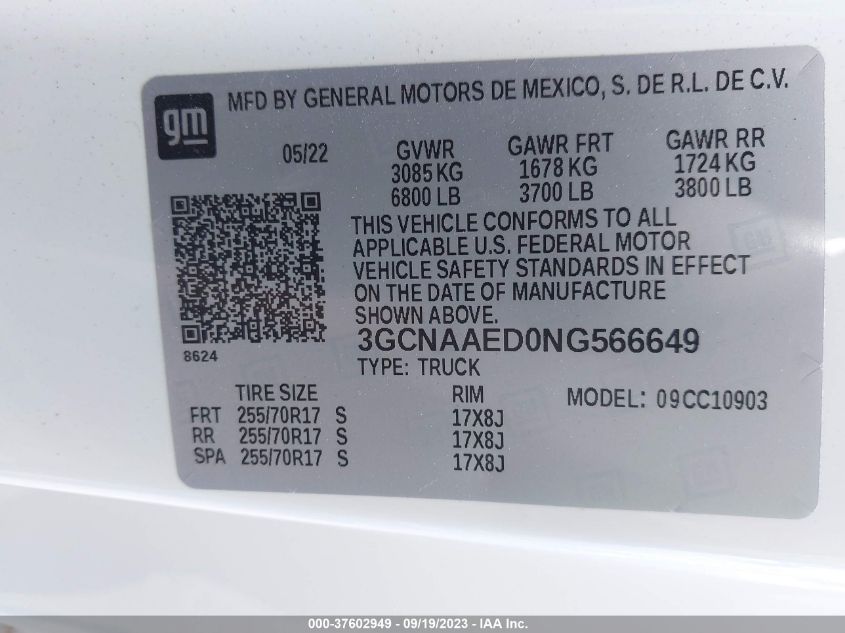 gm
MFD BY GENERAL MOTORS DE MEXICO, S. DE R.L. DE C.V.
05/22
GVWR GAWR FRT GAWR RR
3085 KG 1678 KG 1724 KG
6800 LB 3700 LB 3800 LB
THIS VEHICLE CONFORMS TO ALL
APPLICABLE U.S. FEDERAL MOTOR
VEHICLE SAFETY STANDARDS IN EFFECT
ON THE DATE OF MANUFACTURE
SHOWN ABOVE.
3GCNAAED0NG566649
8624
TYPE: TRUCK
TIRE SIZE RIM
MODEL: 09CC10903
FRT 255/70R17 S 17X8J
RR 255/70R17 S 17X8J
SPA 255/70R17 S 17X8J
000-37602949 - 09/19/2023 - IAA Inc.